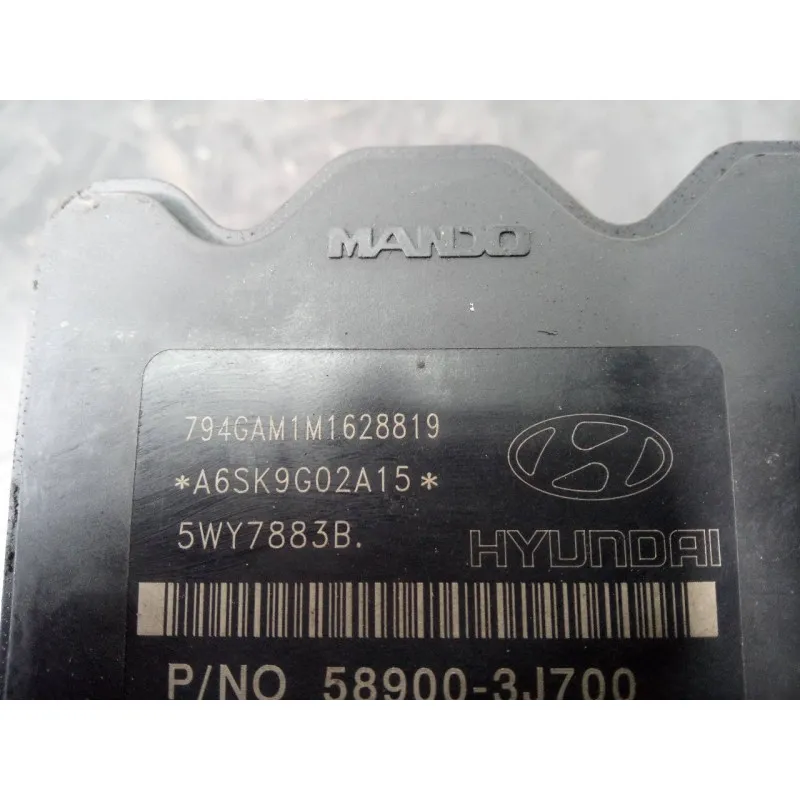 MANDO
794GAM1M1628819
*A6SK9G02A15*
5WY7883B.
HYUNDAI
P/NO 58900-3J700